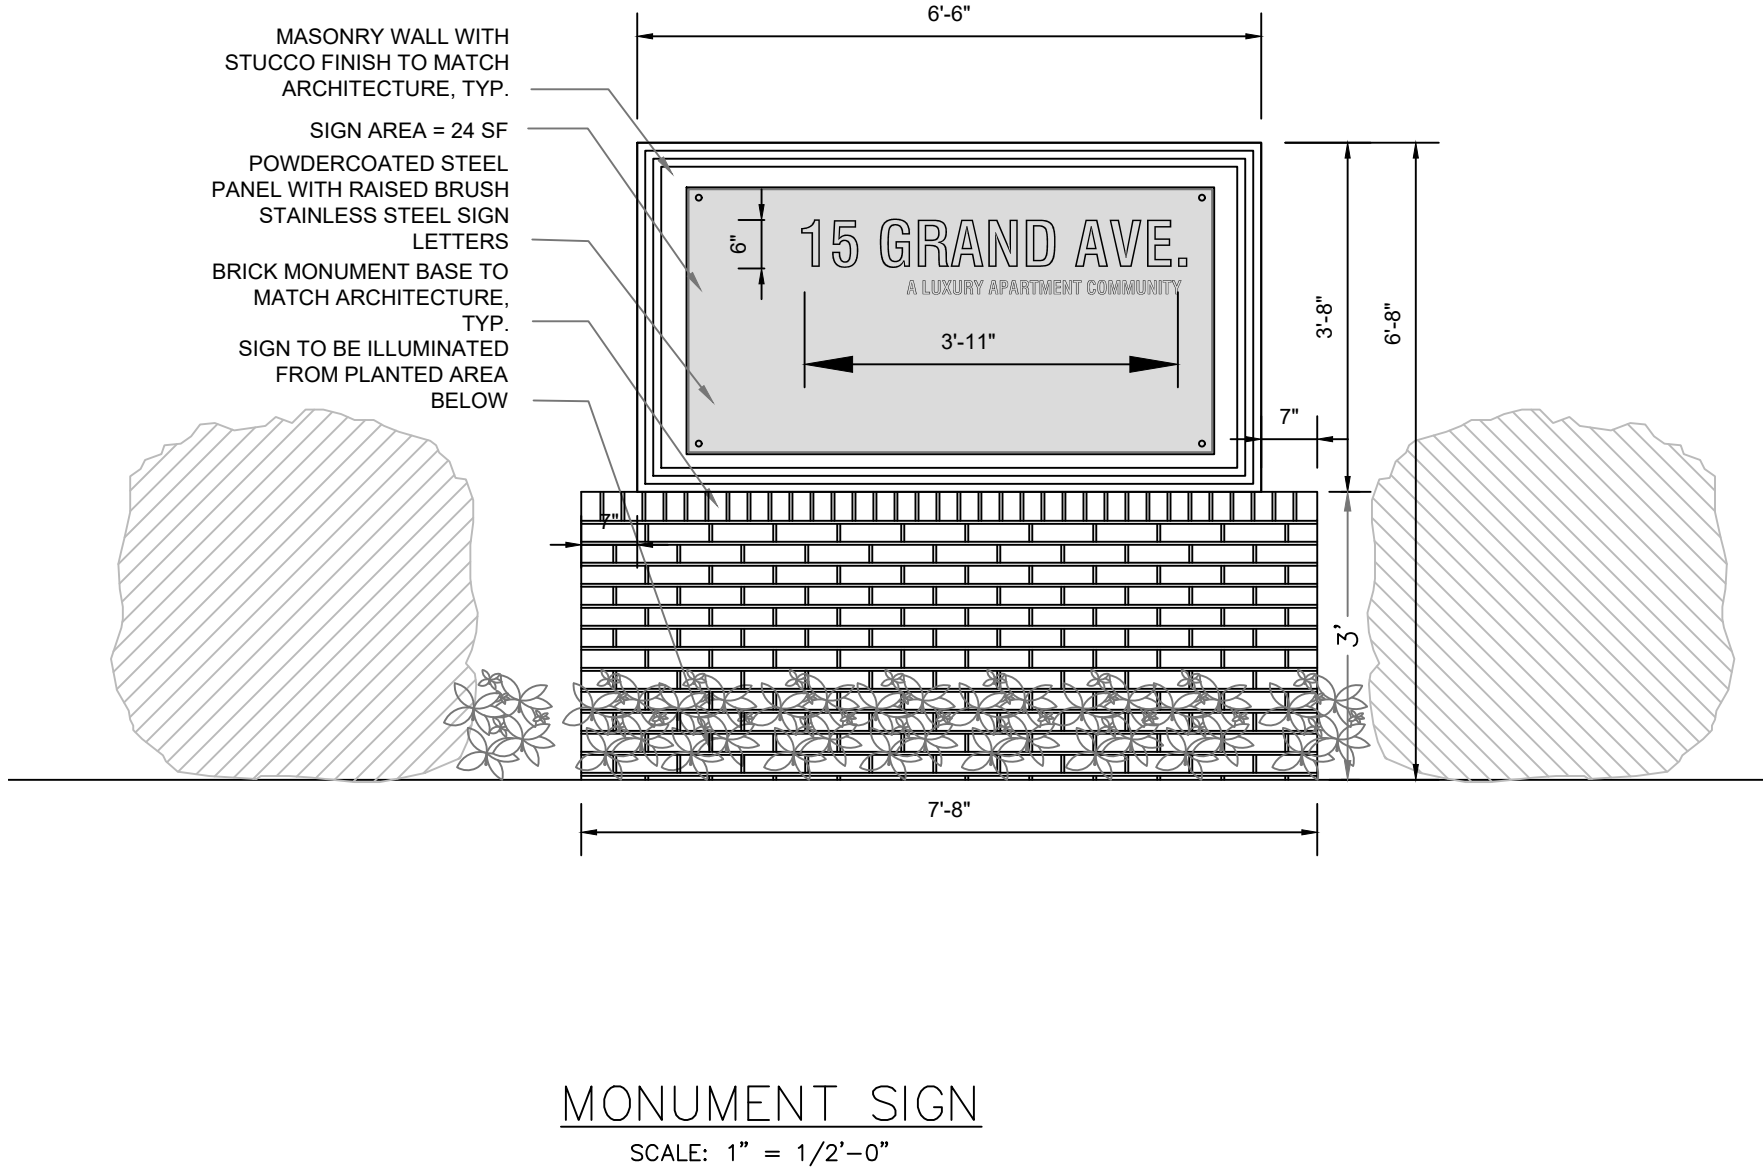 6'-6"
MASONRY WALL WITH
STUCCO FINISH TO MATCH
ARCHITECTURE, TYP.
SIGN AREA = 24 SF
POWDERCOATED STEEL
PANEL WITH RAISED BRUSH
STAINLESS STEEL SIGN
LETTERS
BRICK MONUMENT BASE TO
MATCH ARCHITECTURE,
TYP.
SIGN TO BE ILLUMINATED
FROM PLANTED AREA
BELOW
6"
15 GRAND AVE.
A LUXURY APARTMENT COMMUNITY
3'-11"
3'-8"
6'-8"
7"
7"
3'
7'-8"
MONUMENT SIGN
SCALE: 1" = 1/2'-0"